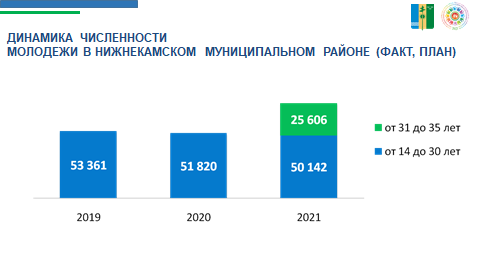 ДИНАМИКА ЧИСЛЕННОСТИ
МОЛОДЕЖИ В НИЖНЕКАМСКОМ МУНИЦИПАЛЬНОМ РАЙОНЕ (ФАКТ, ПЛАН)
25 606
53 361
51 820
50 142
от 31 до 35 лет
от 14 до 30 лет
2019
2020
2021